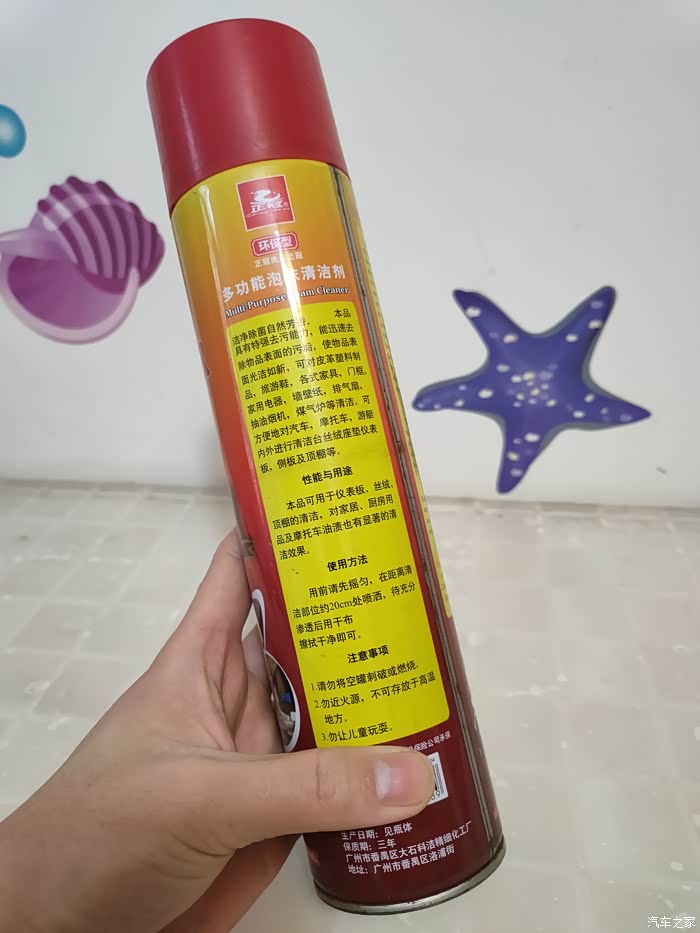 正冠
环保型
正冠洗
之冠
多功能泡沫清洁剂
Multi-Purpose Foam Cleaner
洁净除菌自然芳香， 本品
具有特强去污能力，能迅速去
除物品表面的污垢，使物品表
面光洁如新，可对皮革塑料制
品，旅游鞋，各式家具，门框，
家用电器，墙壁纸，排气扇，
抽油烟机，煤气炉等清洁。可
方便地对汽车，摩托车，游艇
内外进行清洁台丝绒座垫仪表
板，侧板及顶棚等。
性能与用途
本品可用于仪表板、丝绒、
顶棚的清洁，对家居、厨房用
品及摩托车油渍也有显著的清
洁效果。
使用方法
用前请先摇匀，在距离清
洁部位约20cm处喷洒，待充分
渗透后用干布
擦拭干净即可。
注意事项
1.请勿将空罐刺破或燃烧。
2.勿近火源，不可存放于高温
地方。
3.勿让儿童玩耍。
保险公司承保
生产日期：见瓶体
保质期：三年
广州市番禺区大石科洁精细化工厂
地址：广州市番禺区洛浦街
汽车之家